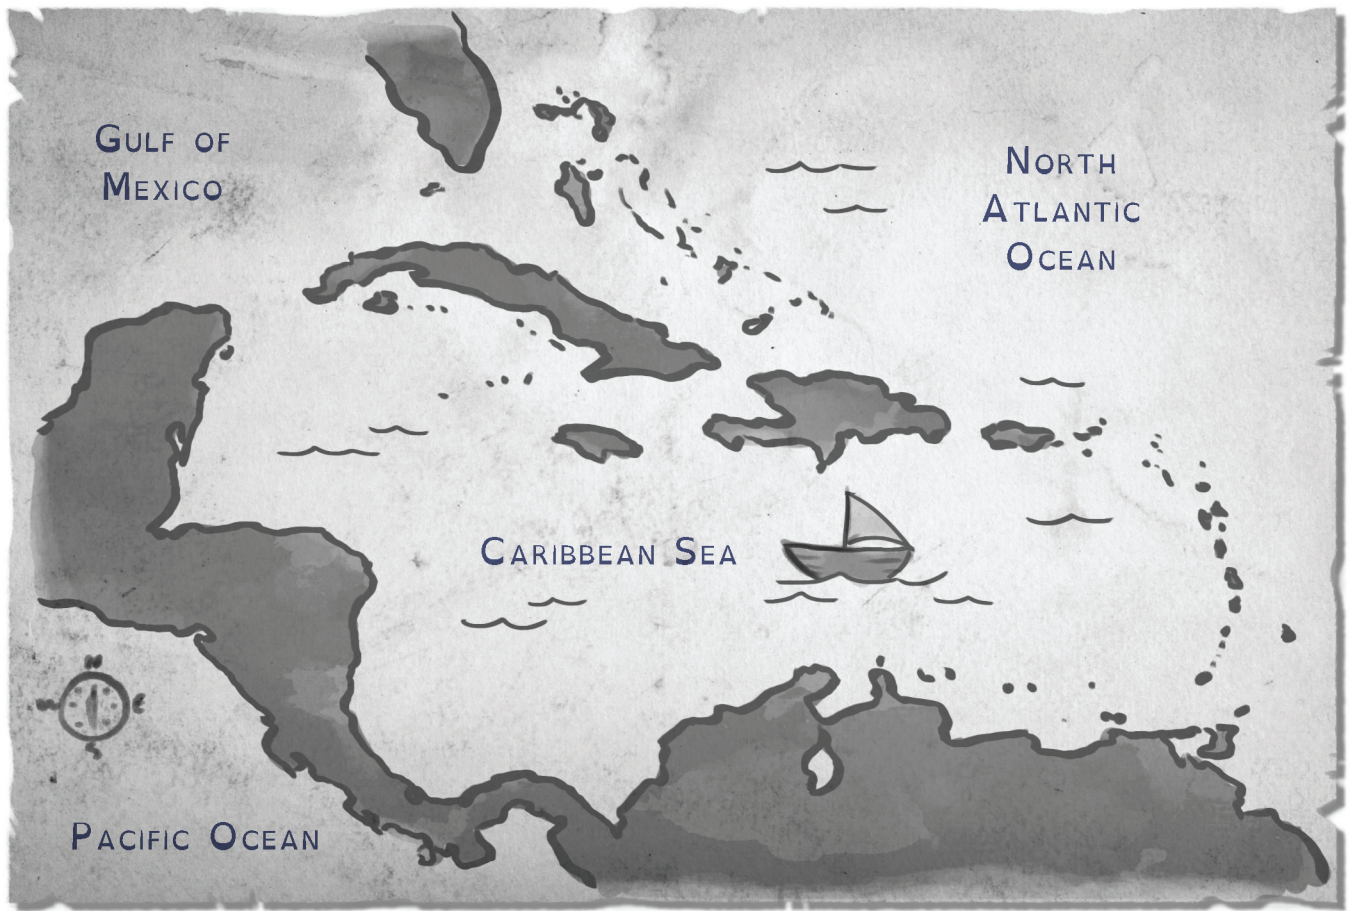 Gulf of
Mexico
North
Atlantic
Ocean
Caribbean Sea
N
W E
S
Pacific Ocean